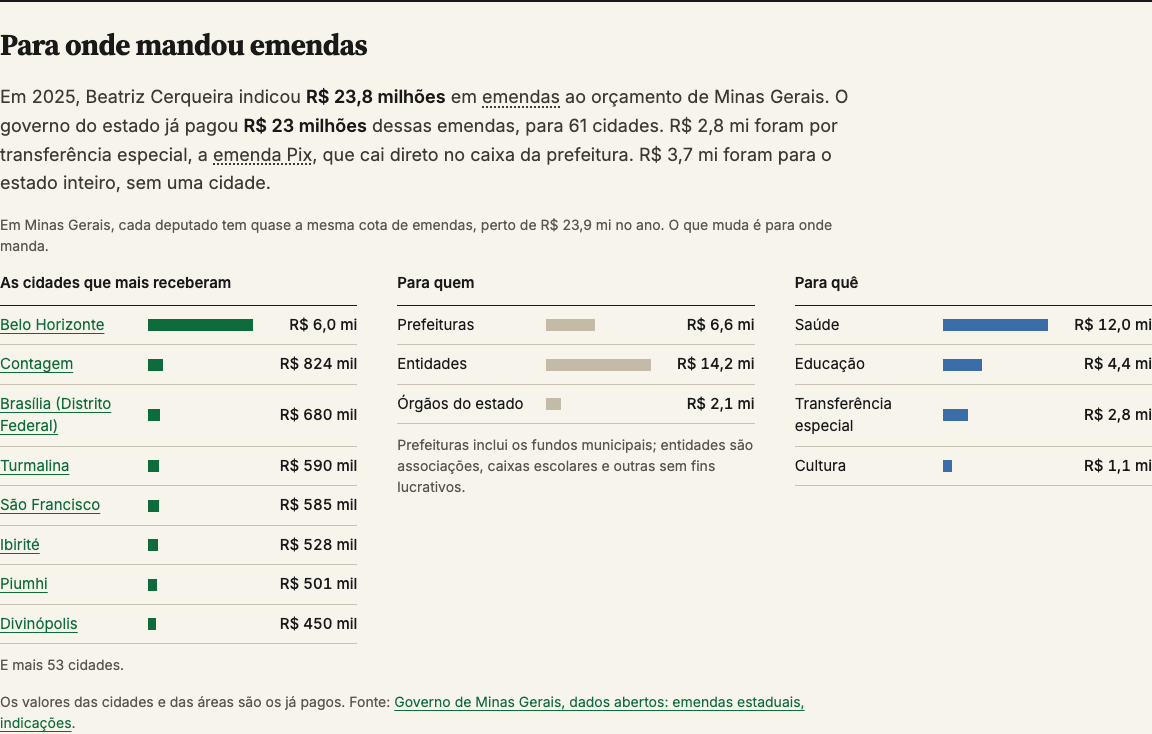 Para onde mandou emendas
Em 2025, Beatriz Cerqueira indicou R$ 23,8 milhões em emendas ao orçamento de Minas Gerais. O
governo do estado já pagou R$ 23 milhões dessas emendas, para 61 cidades. R$ 2,8 mi foram por
transferência especial, a emenda Pix, que cai direto no caixa da prefeitura. R$ 3,7 mi foram para o
estado inteiro, sem uma cidade.
Em Minas Gerais, cada deputado tem quase a mesma cota de emendas, perto de R$ 23,9 mi no ano. O que muda é para onde
manda.
As cidades que mais receberam
Belo Horizonte R$ 6,0 mi
Contagem R$ 824 mil
Brasília (Distrito
Federal) R$ 680 mil
Turmalina R$ 590 mil
São Francisco R$ 585 mil
Ibirité R$ 528 mil
Piumhi R$ 501 mil
Divinópolis R$ 450 mil
E mais 53 cidades.
Para quem
Prefeituras R$ 6,6 mi
Entidades R$ 14,2 mi
Órgãos do estado R$ 2,1 mi
Prefeituras inclui os fundos municipais; entidades são
associações, caixas escolares e outras sem fins
lucrativos.
Para quê
Saúde R$ 12,0 mi
Educação R$ 4,4 mi
Transferência
especial R$ 2,8 mi
Cultura R$ 1,1 mi
Os valores das cidades e das áreas são os já pagos. Fonte: Governo de Minas Gerais, dados abertos: emendas estaduais,
indicações.